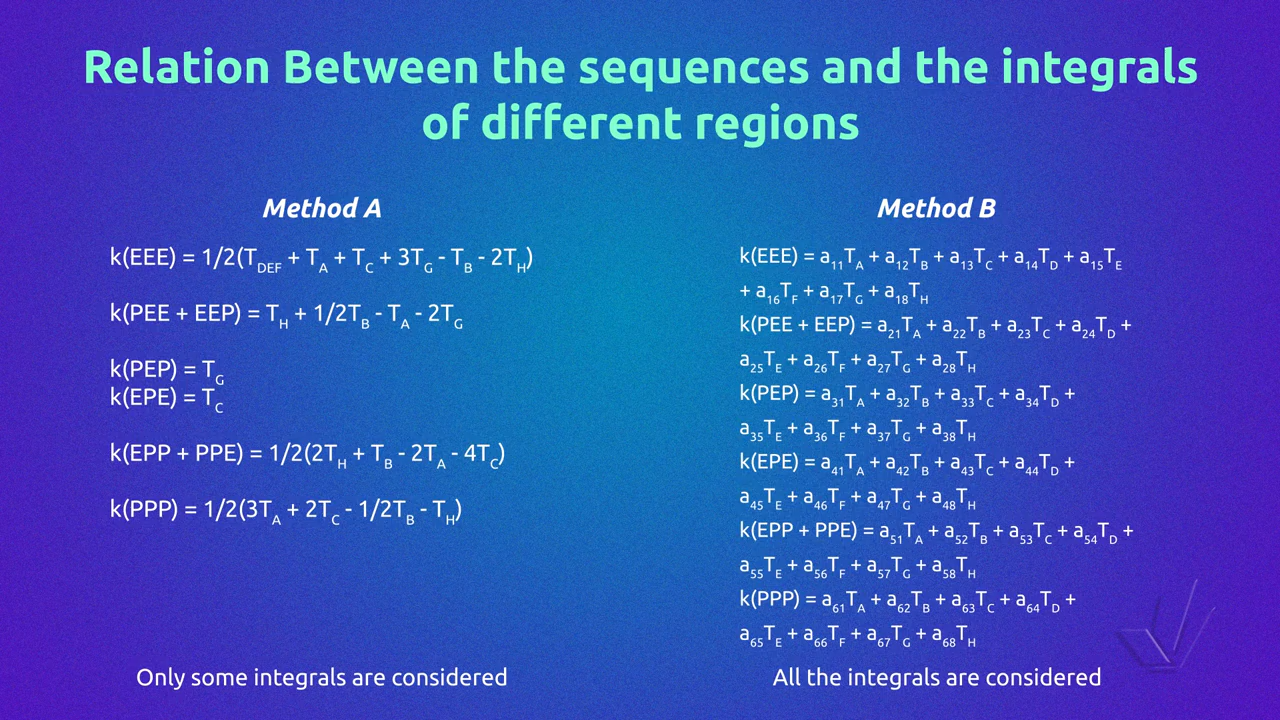 Relation Between the sequences and the integrals
of different regions
Method A
k(EEE) = 1/2(T_DEF + T_A + T_C + 3T_G - T_B - 2T_H)
k(PEE + EEP) = T_H + 1/2T_B - T_A - 2T_G
k(PEP) = T_G
k(EPE) = T_C
k(EPP + PPE) = 1/2(2T_H + T_B - 2T_A - 4T_C)
k(PPP) = 1/2(3T_A + 2T_C - 1/2T_B - T_H)
Only some integrals are considered
Method B
k(EEE) = a_11T_A + a_12T_B + a_13T_C + a_14T_D + a_15T_E
+ a_16T_F + a_17T_G + a_18T_H
k(PEE + EEP) = a_21T_A + a_22T_B + a_23T_C + a_24T_D +
a_25T_E + a_26T_F + a_27T_G + a_28T_H
k(PEP) = a_31T_A + a_32T_B + a_33T_C + a_34T_D +
a_35T_E + a_36T_F + a_37T_G + a_38T_H
k(EPE) = a_41T_A + a_42T_B + a_43T_C + a_44T_D +
a_45T_E + a_46T_F + a_47T_G + a_48T_H
k(EPP + PPE) = a_51T_A + a_52T_B + a_53T_C + a_54T_D +
a_55T_E + a_56T_F + a_57T_G + a_58T_H
k(PPP) = a_61T_A + a_62T_B + a_63T_C + a_64T_D +
a_65T_E + a_66T_F + a_67T_G + a_68T_H
All the integrals are considered